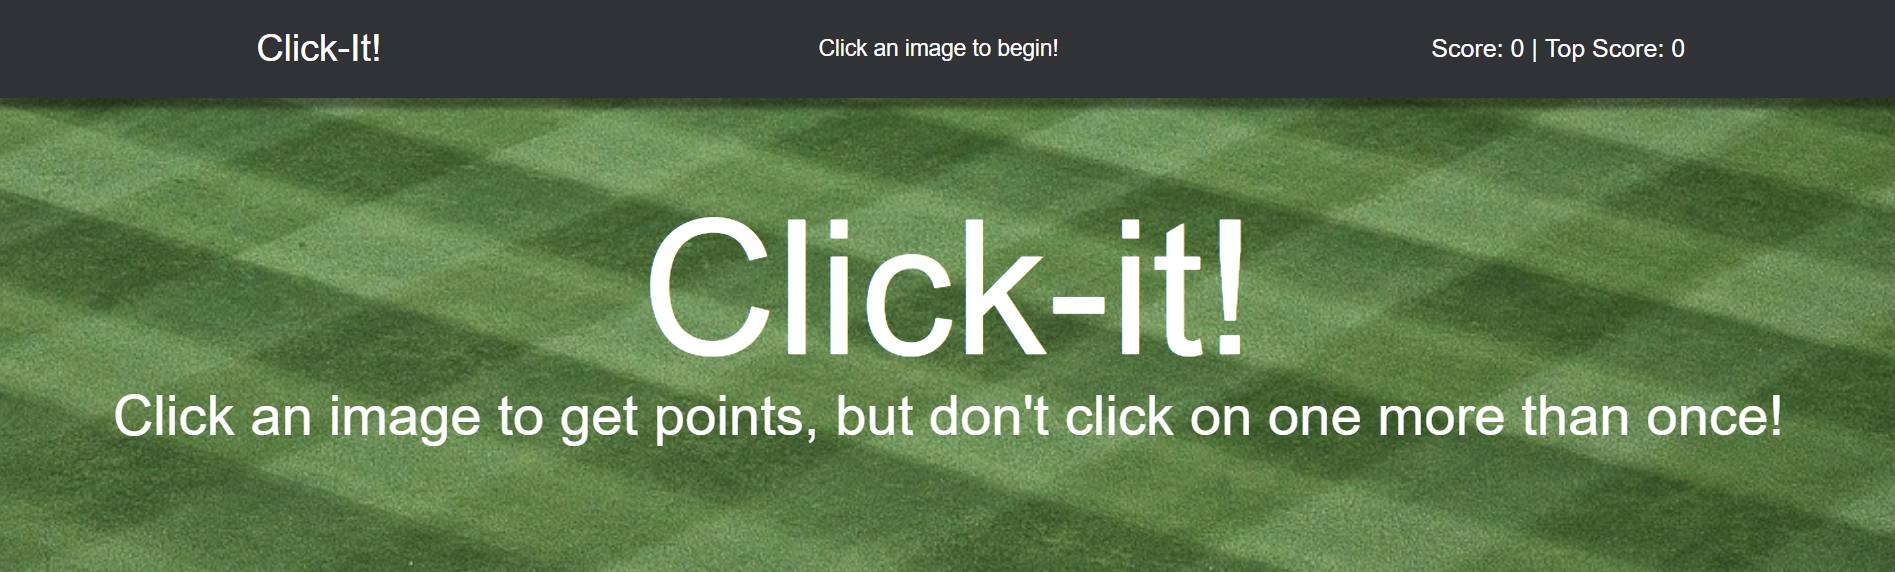 Click-It!
Click an image to begin!
Score: 0 | Top Score: 0
Click-it!
Click an image to get points, but don't click on one more than once!